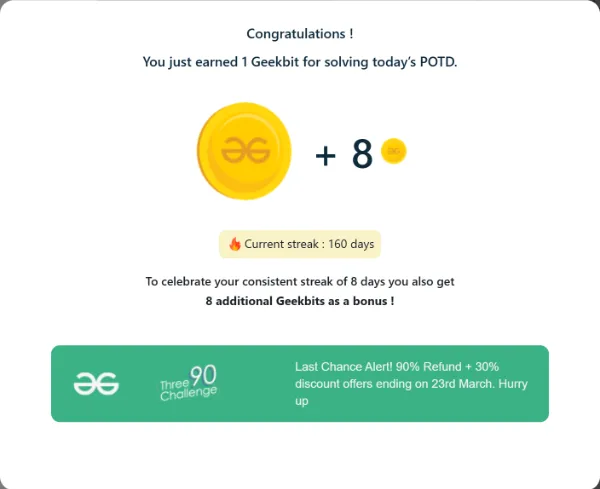 Congratulations !
You just earned 1 Geekbit for solving today's POTD.
+ 8
Current streak : 160 days
To celebrate your consistent streak of 8 days you also get
8 additional Geekbits as a bonus !
Three 90
Challenge
Last Chance Alert! 90% Refund + 30%
discount offers ending on 23rd March. Hurry
up